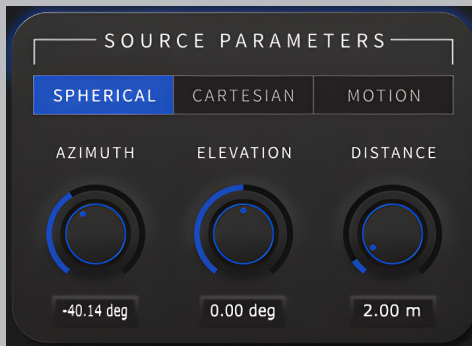 SOURCE PARAMETERS
SPHERICAL CARTESIAN MOTION
AZIMUTH ELEVATION DISTANCE
-40.14 deg 0.00 deg 2.00 m